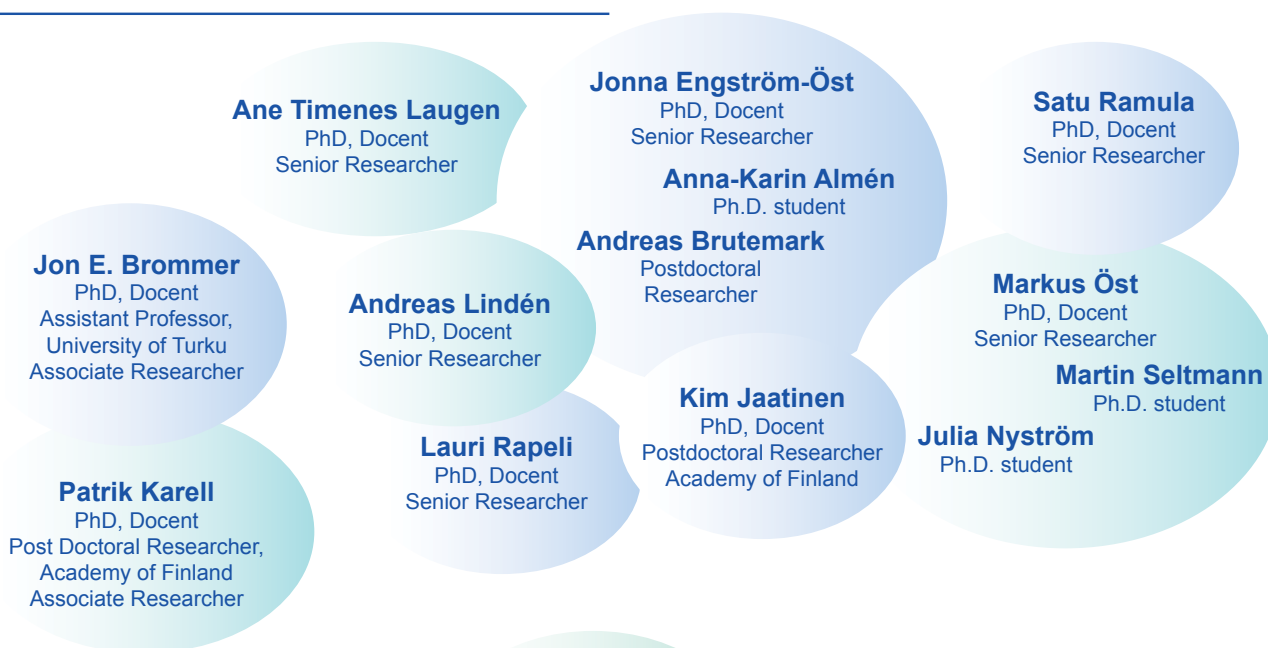 Ane Timenes Laugen
PhD, Docent
Senior Researcher
Jonna Engström-Öst
PhD, Docent
Senior Researcher
Anna-Karin Almén
Ph.D. student
Andreas Brutemark
Postdoctoral
Researcher
Satu Ramula
PhD, Docent
Senior Researcher
Jon E. Brommer
PhD, Docent
Assistant Professor,
University of Turku
Associate Researcher
Andreas Lindén
PhD, Docent
Senior Researcher
Markus Öst
PhD, Docent
Senior Researcher
Martin Seltmann
Ph.D. student
Julia Nyström
Ph.D. student
Kim Jaatinen
PhD, Docent
Postdoctoral Researcher
Academy of Finland
Lauri Rapeli
PhD, Docent
Senior Researcher
Patrik Karell
PhD, Docent
Post Doctoral Researcher,
Academy of Finland
Associate Researcher